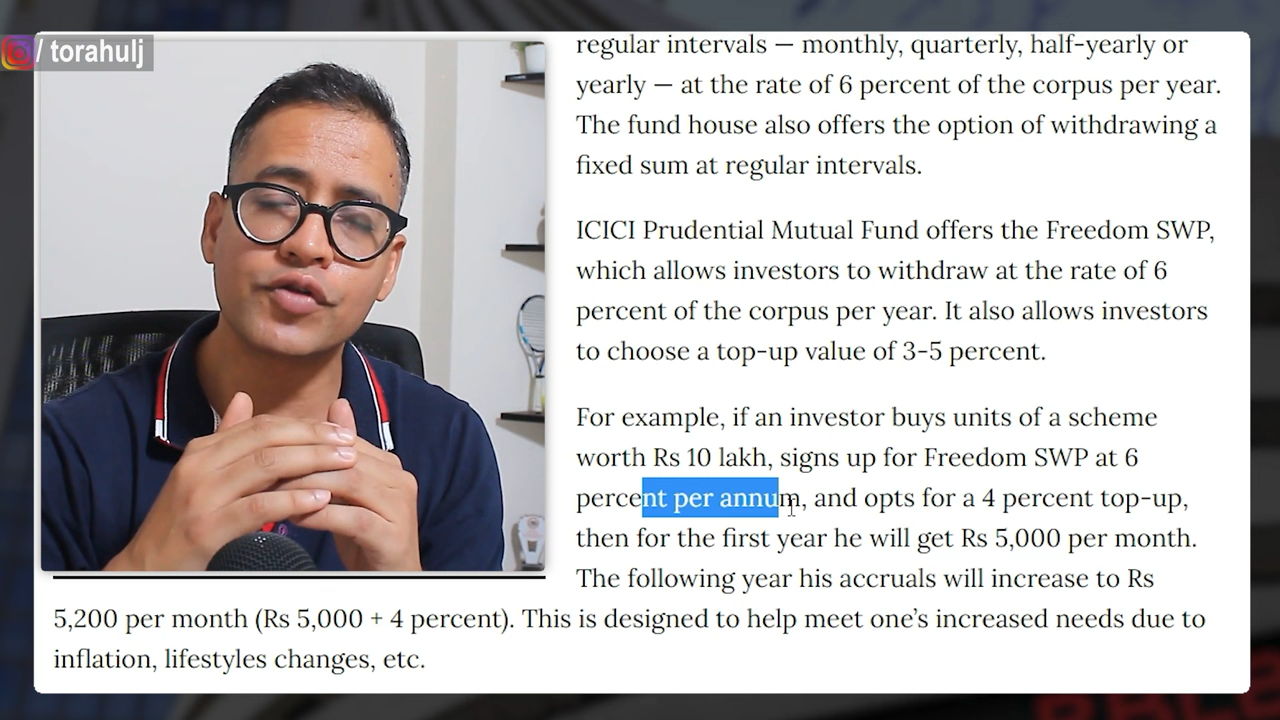 / torahulj
regular intervals — monthly, quarterly, half-yearly or
yearly — at the rate of 6 percent of the corpus per year.
The fund house also offers the option of withdrawing a
fixed sum at regular intervals.
ICICI Prudential Mutual Fund offers the Freedom SWP,
which allows investors to withdraw at the rate of 6
percent of the corpus per year. It also allows investors
to choose a top-up value of 3-5 percent.
For example, if an investor buys units of a scheme
worth Rs 10 lakh, signs up for Freedom SWP at 6
percent per annum, and opts for a 4 percent top-up,
then for the first year he will get Rs 5,000 per month.
The following year his accruals will increase to Rs
5,200 per month (Rs 5,000 + 4 percent). This is designed to help meet one’s increased needs due to
inflation, lifestyles changes, etc.